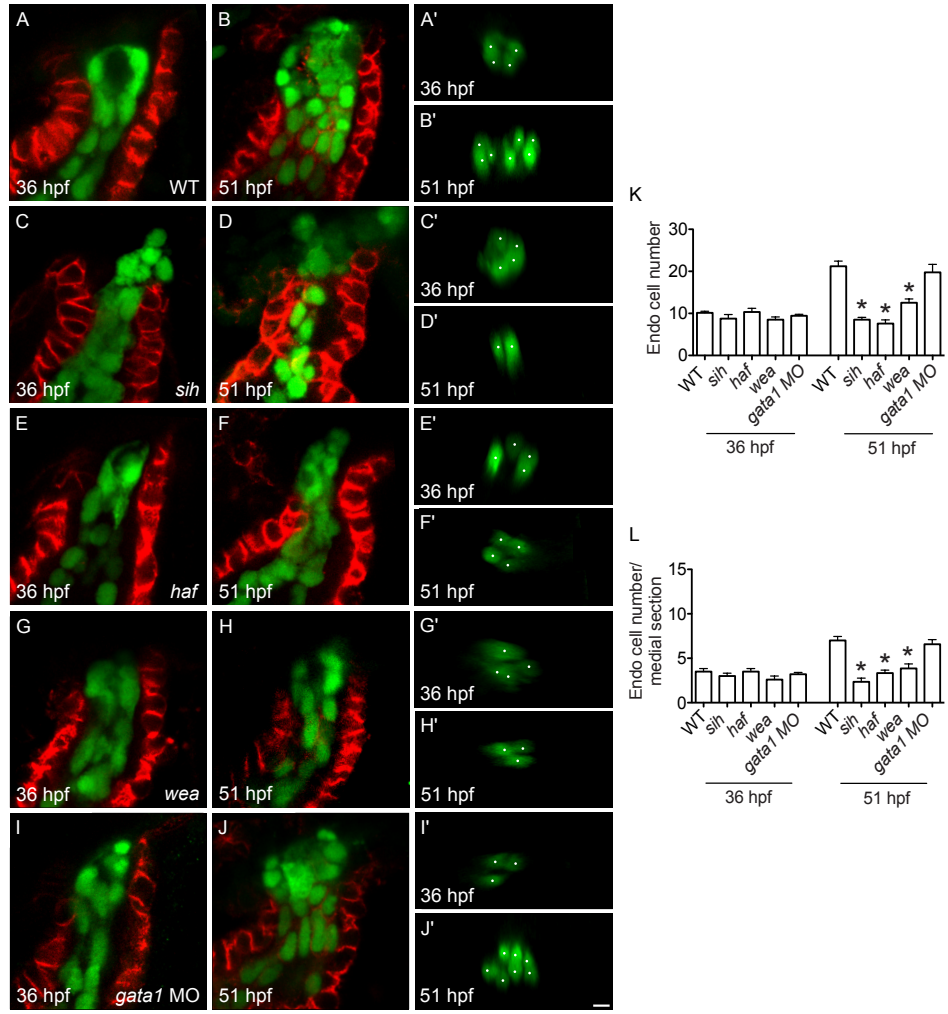 A
B
A'
36 hpf
B'
36 hpf
WT
51 hpf
51 hpf
C
D
C'
36 hpf
D'
36 hpf
sih
51 hpf
51 hpf
E
F
E'
36 hpf
F'
36 hpf
haf
51 hpf
51 hpf
G
H
G'
36 hpf
H'
36 hpf
wea
51 hpf
51 hpf
I
J
I'
36 hpf
J'
36 hpf
gata1 MO
51 hpf
51 hpf
K
Endo cell number
30
20
10
0
* * *
WT
sih
haf
wea
gata1 MO
WT
sih
haf
wea
gata1 MO
36 hpf
51 hpf
L
Endo cell number/
medial section
15
10
5
0
* * *
WT
sih
haf
wea
gata1 MO
WT
sih
haf
wea
gata1 MO
36 hpf
51 hpf